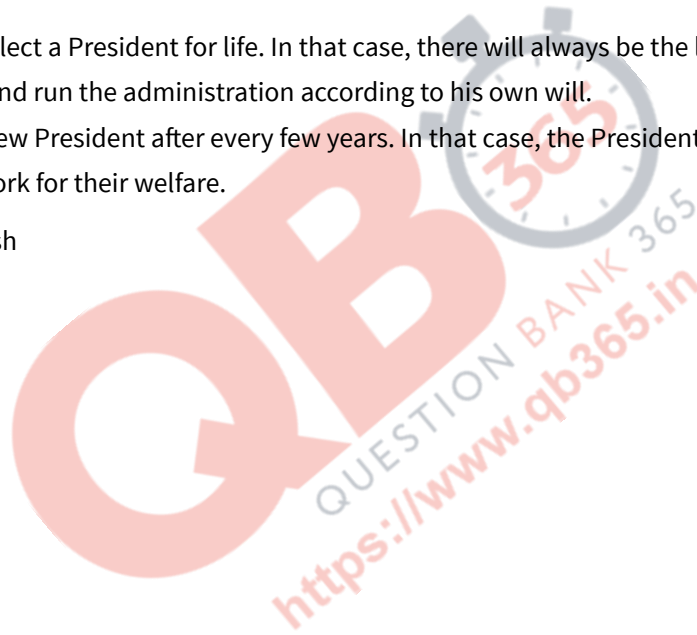 lect a President for life. In that case, there will always be the
nd run the administration according to his own will.
ew President after every few years. In that case, the President
ork for their welfare.
sh
365
QB
QUESTION BANK 365
https://www.qb365.in